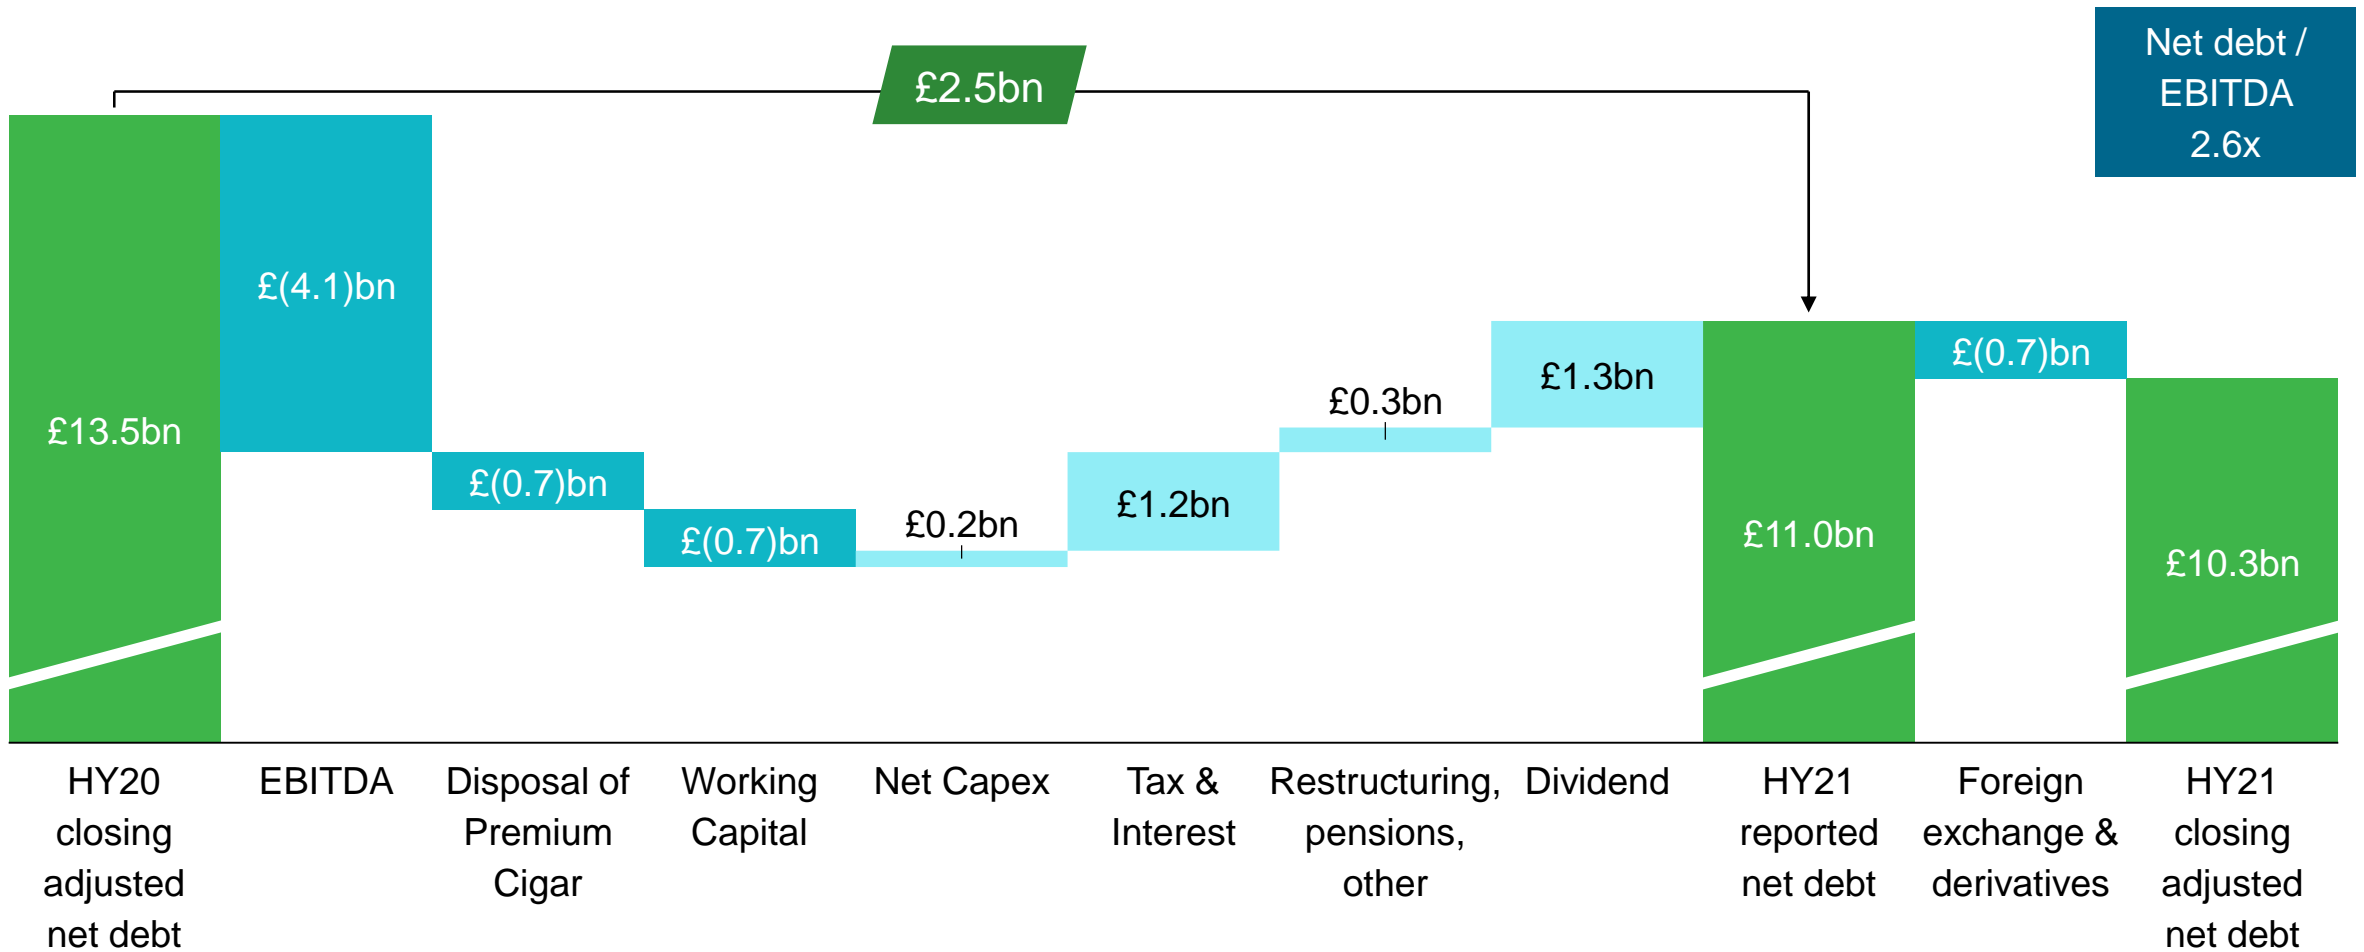 £2.5bn
Net debt /
EBITDA
2.6x
£13.5bn
£(4.1)bn
£(0.7)bn
£(0.7)bn
£0.2bn
£1.2bn
£0.3bn
£1.3bn
£11.0bn
£(0.7)bn
£10.3bn
HY20
closing
adjusted
net debt
EBITDA
Disposal of
Premium
Cigar
Working
Capital
Net Capex
Tax &
Interest
Restructuring,
pensions,
other
Dividend
HY21
reported
net debt
Foreign
exchange &
derivatives
HY21
closing
adjusted
net debt